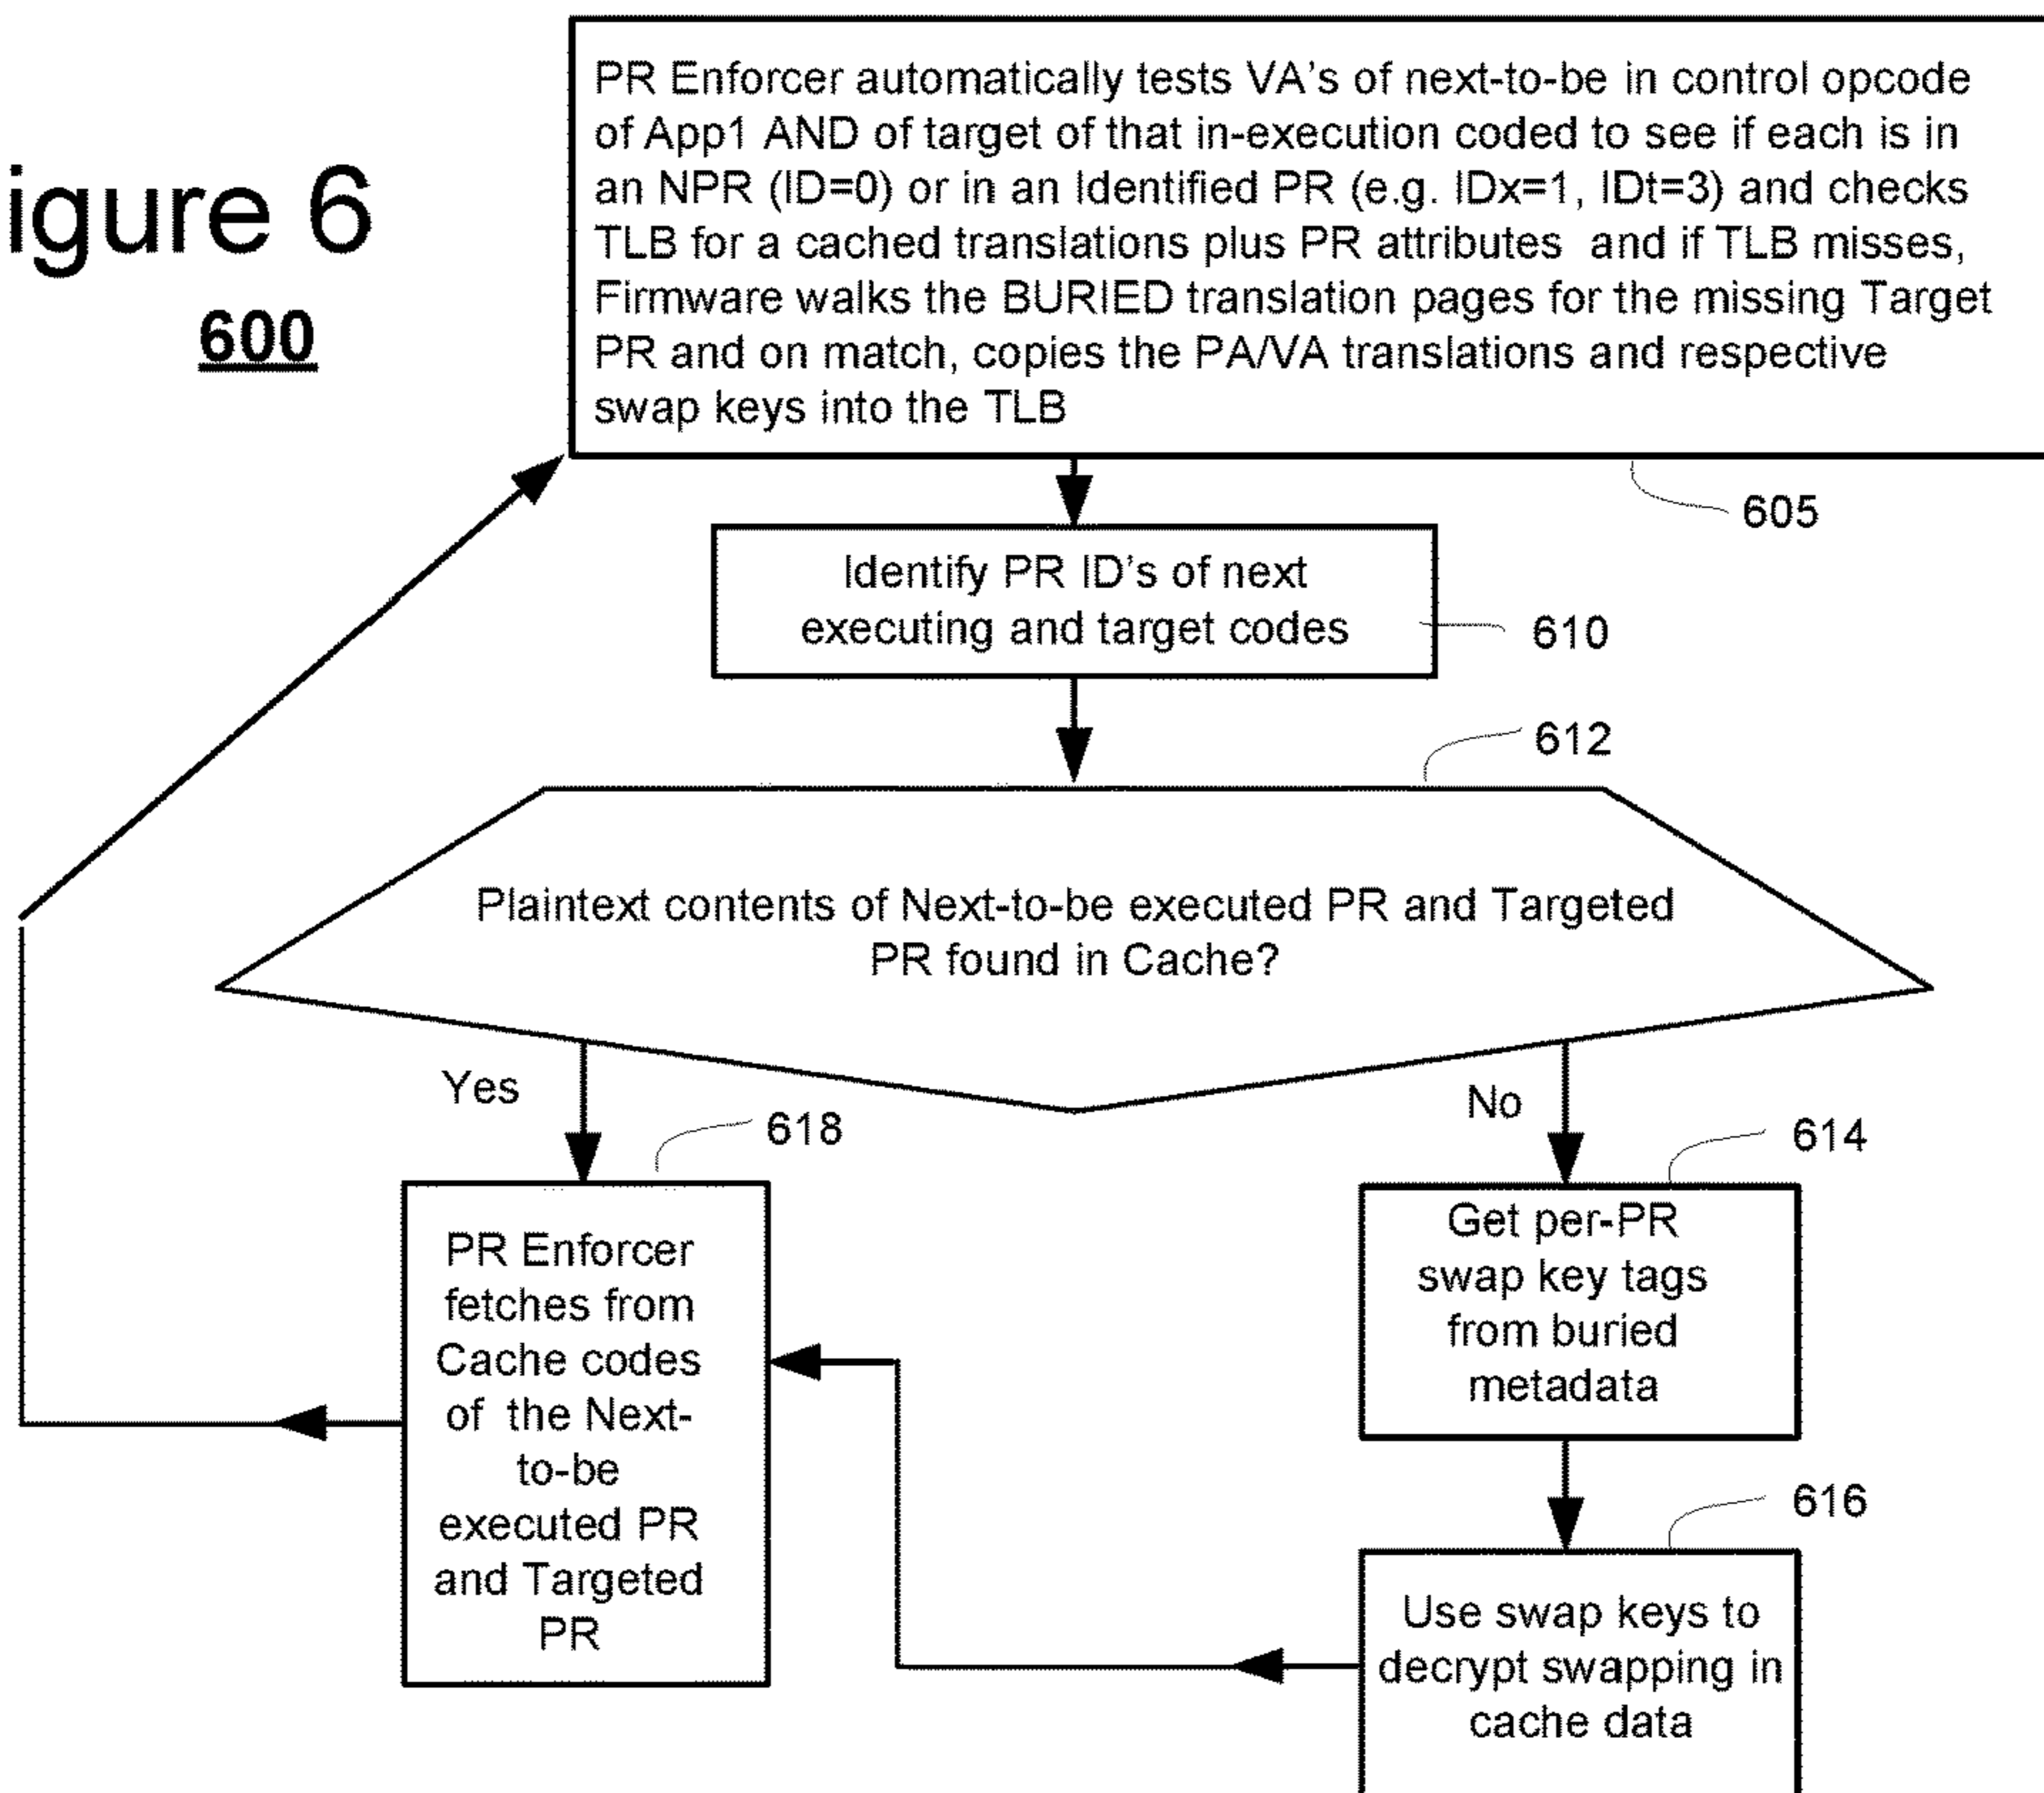 igure 6
600
PR Enforcer automatically tests VA's of next-to-be in control opcode
of App1 AND of target of that in-execution coded to see if each is in
an NPR (ID=0) or in an Identified PR (e.g. IDx=1, IDt=3) and checks
TLB for a cached translations plus PR attributes and if TLB misses,
Firmware walks the BURIED translation pages for the missing Target
PR and on match, copies the PA/VA translations and respective
swap keys into the TLB
605
Identify PR ID's of next
executing and target codes
610
612
Plaintext contents of Next-to-be executed PR and Targeted
PR found in Cache?
Yes
No
618
614
PR Enforcer
fetches from
Cache codes
of the Next-
to-be
executed PR
and Targeted
PR
Get per-PR
swap key tags
from buried
metadata
616
Use swap keys to
decrypt swapping in
cache data